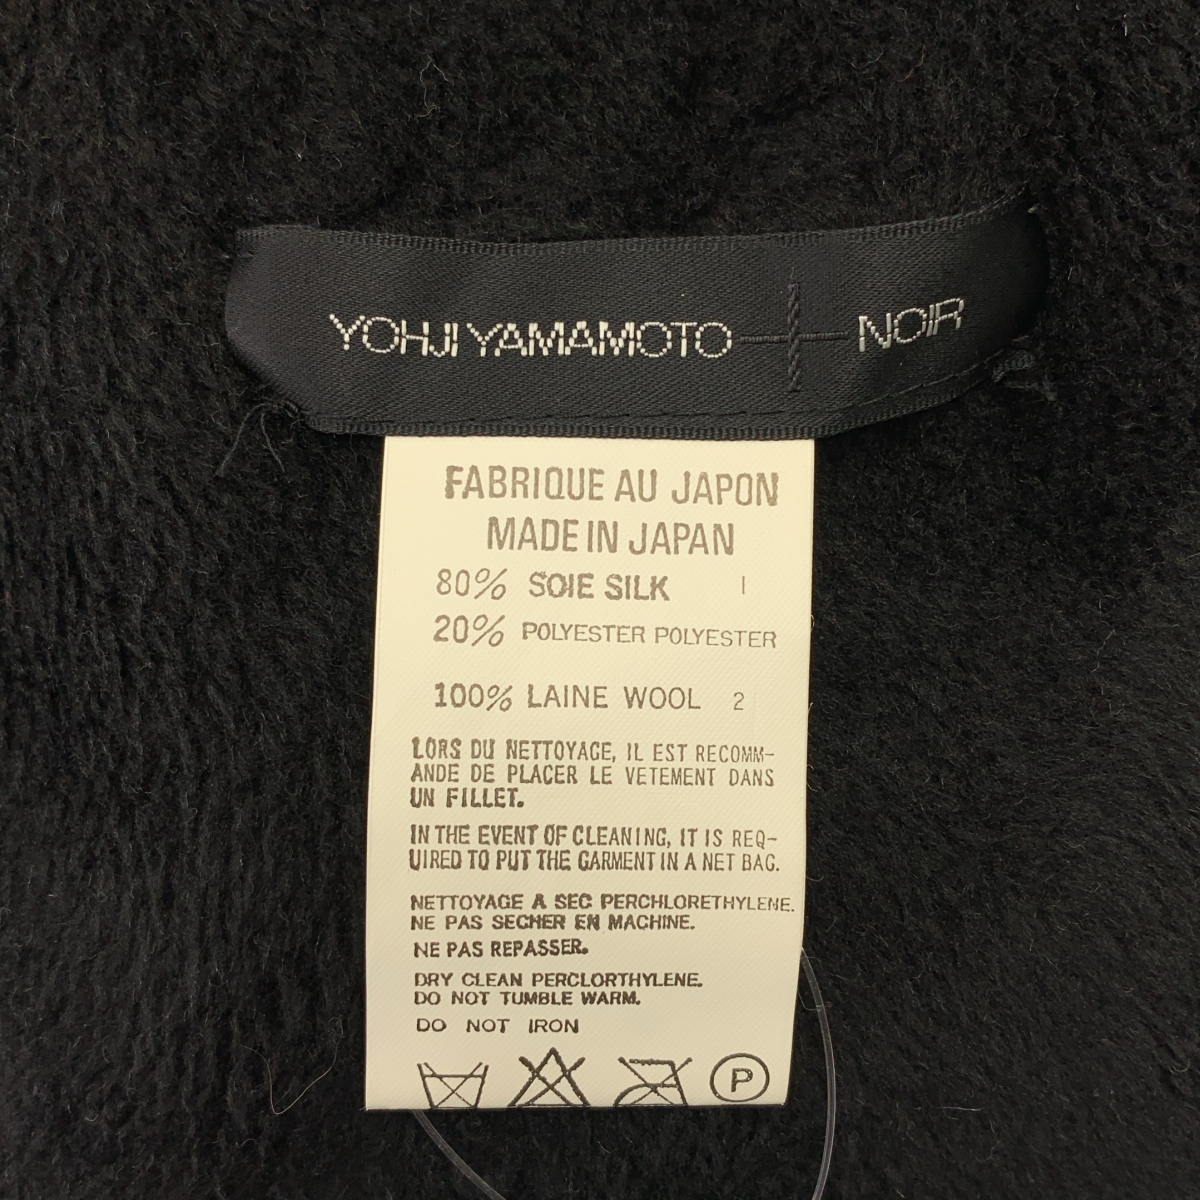 YOHJI YAMAMOTO NOIR
FABRIQUE AU JAPON
MADE IN JAPAN
80% SOIE SILK 1
20% POLYESTER POLYESTER
100% LAINE WOOL 2
LORS DU NETTOYAGE, IL EST RECOMM-
ANDE DE PLACER LE VETEMENT DANS
UN FILLET.
IN THE EVENT OF CLEANING, IT IS REQ-
UIRED TO PUT THE GARMENT IN A NET BAG.
NETTOYAGE A SEC PERCHLORETHYLENE.
NE PAS SECHER EN MACHINE.
NE PAS REPASSER.
DRY CLEAN PERCLORTHYLENE.
DO NOT TUMBLE WARM.
DO NOT IRON
P